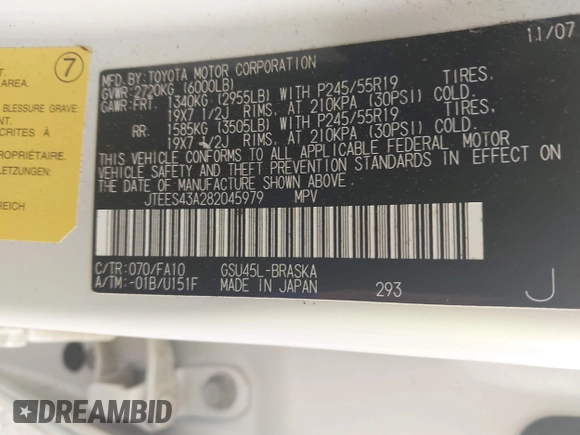 7
T.
AREA.
BLESSURE GRAVE:
ENT.
CRITES À
PROPRIÉTAIRE.
LEMENT.
REICH
11/07
MFD.BY:TOYOTA MOTOR CORPORATION
GVWR:2720KG (6000LB)
GAWR:FRT. 1340KG (2955LB) WITH P245/55R19 TIRES,
19X7 1/2J RIMS, AT 210KPA (30PSI) COLD.
RR. 1585KG (3505LB) WITH P245/55R19 TIRES,
19X7 1/2J RIMS, AT 210KPA (30PSI) COLD.
THIS VEHICLE CONFORMS TO ALL APPLICABLE FEDERAL MOTOR
VEHICLE SAFETY AND THEFT PREVENTION STANDARDS IN EFFECT ON
THE DATE OF MANUFACTURE SHOWN ABOVE.
JTEES43A282045979 MPV
C/TR:070/FA10 GSU45L-BRASKA
A/TM:-01B/U151F MADE IN JAPAN 293 J
DREAMBID